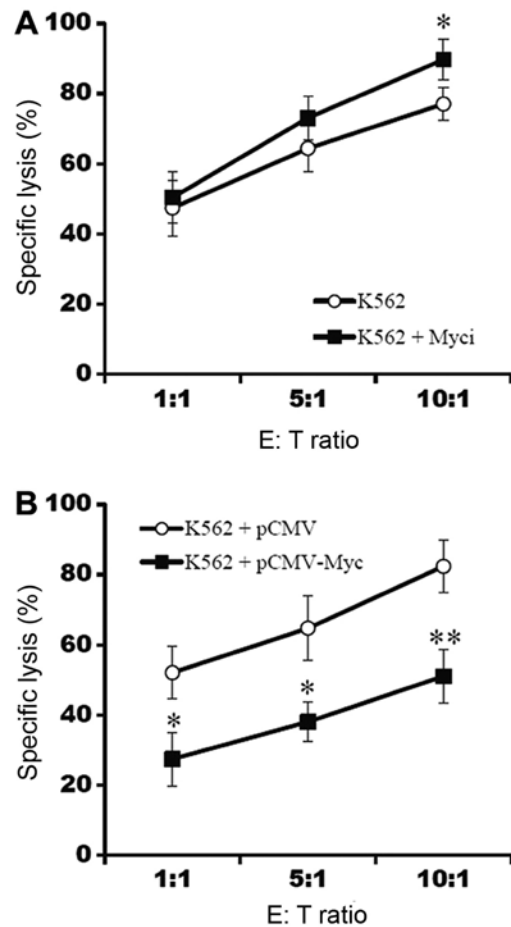 A
Specific lysis (%)
100
80
60
40
20
0
*
K562
K562 + Myci
1:1 5:1 10:1
E: T ratio
B
Specific lysis (%)
100
80
60
40
20
0
K562 + pCMV
K562 + pCMV-Myc
* * **
1:1 5:1 10:1
E: T ratio